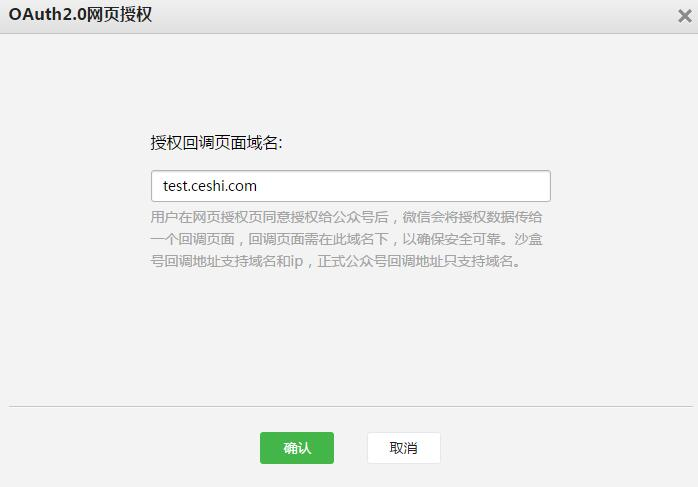 OAuth2.0网页授权
授权回调页面域名:
test.ceshi.com
用户在网页授权页同意授权给公众号后，微信会将授权数据传给
一个回调页面，回调页面需在此域名下，以确保安全可靠。沙盒
号回调地址支持域名和ip，正式公众号回调地址只支持域名。
确认
取消